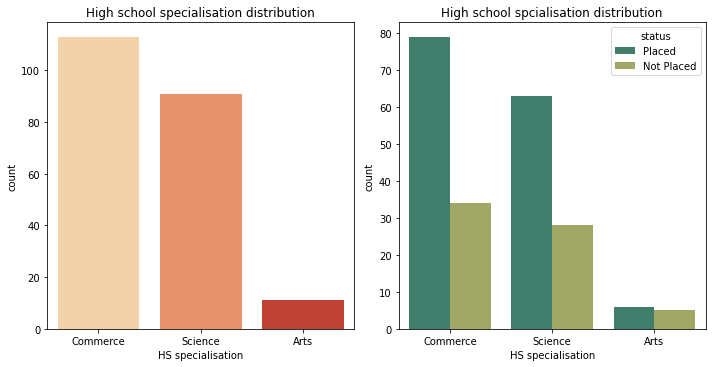 High school specialisation distribution
count
100
80
60
40
20
0
Commerce Science Arts
HS specialisation
High school spcialisation distribution
status
Placed
Not Placed
count
80
70
60
50
40
30
20
10
0
Commerce Science Arts
HS specialisation